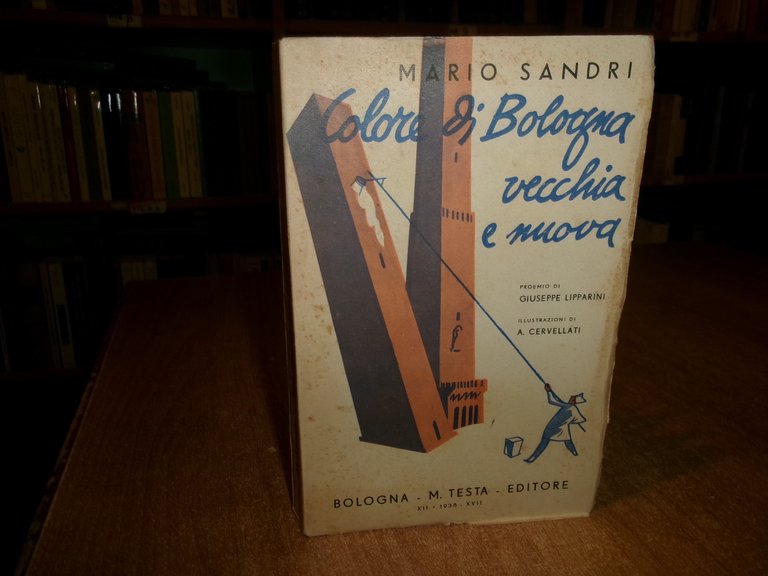 MARIO SANDRI
Colore di Bologna
vecchia
e nuova
PROEMIO DI
GIUSEPPE LIPPARINI
ILLUSTRAZIONI DI
A. CERVELLATI
BOLOGNA - M. TESTA - EDITORE
XII - 1938 - XVII